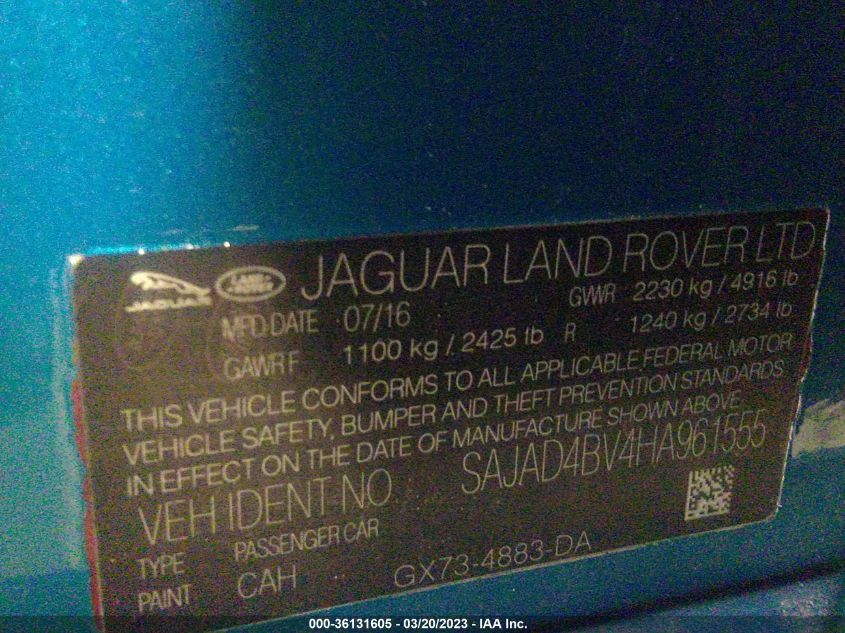 JAGUAR LAND ROVER JAGUAR LAND ROVER LTD
MFD.DATE 07/16 GWR 2230 kg / 4916 lb
GAWR F 1100 kg / 2425 lb R 1240 kg / 2734 lb
THIS VEHICLE CONFORMS TO ALL APPLICABLE FEDERAL MOTOR
VEHICLE SAFETY, BUMPER AND THEFT PREVENTION STANDARDS
IN EFFECT ON THE DATE OF MANUFACTURE SHOWN ABOVE.
VEH IDENT NO. SAJAD4BV4HA961555
TYPE PASSENGER CAR
PAINT CAH GX73-4883-DA
000-36131605 - 03/20/2023 - IAA Inc.